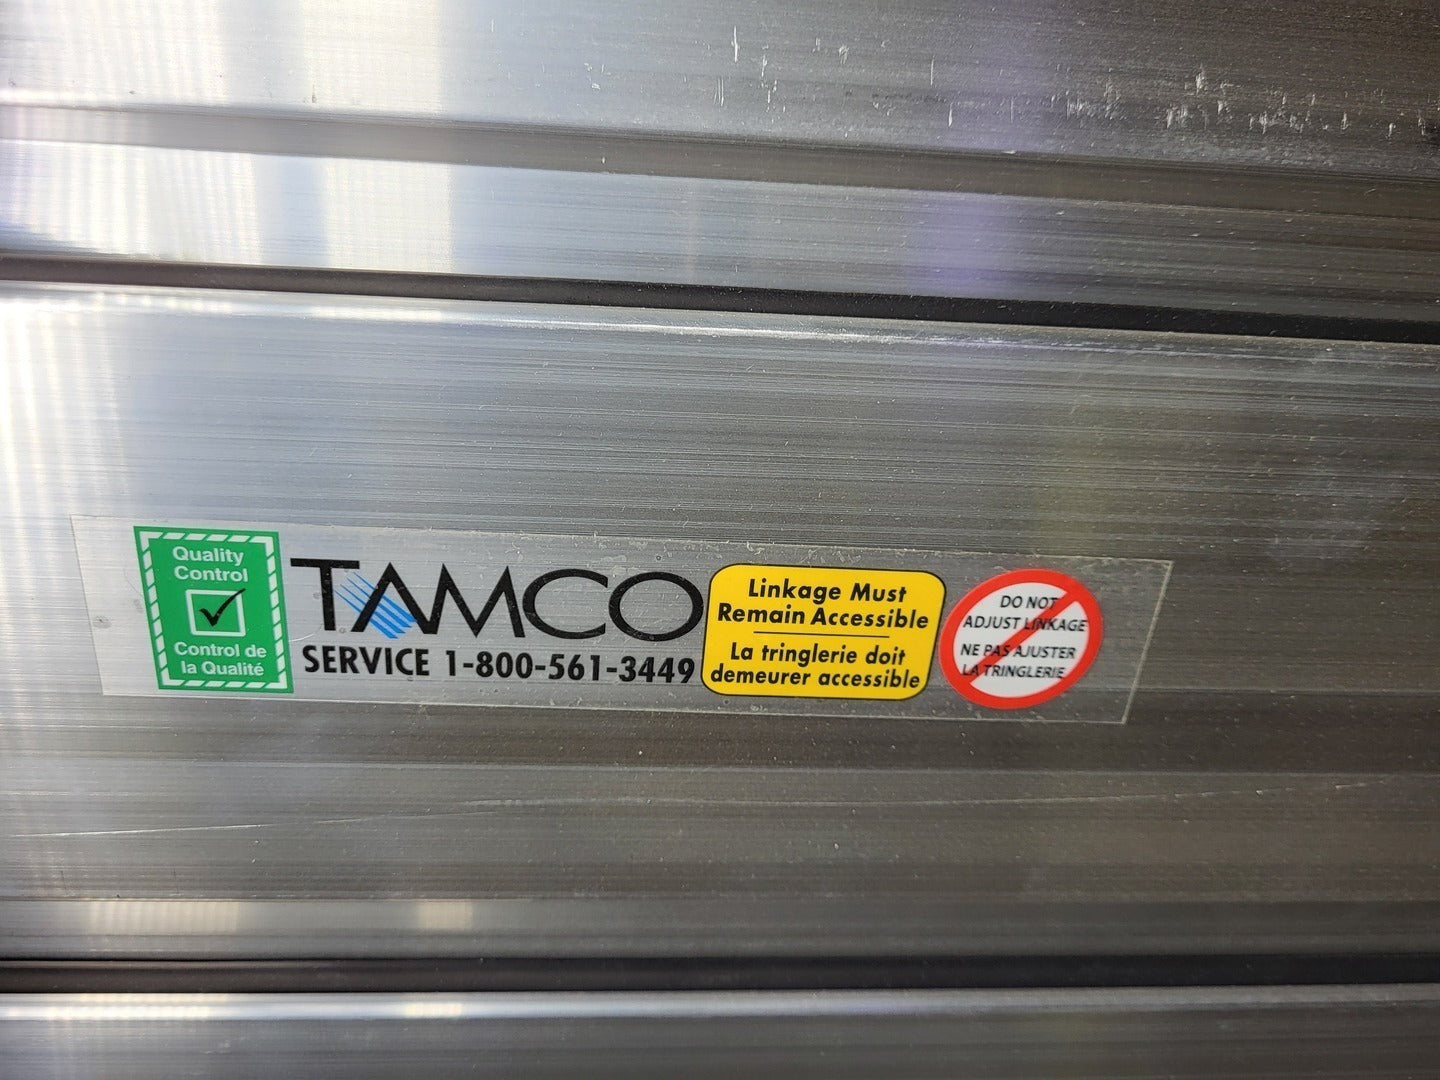 Quality
Control
Control de
la Qualité
TAMCO
SERVICE 1-800-561-3449
Linkage Must
Remain Accessible
La tringlerie doit
demeurer accessible
DO NOT
ADJUST LINKAGE
NE PAS AJUSTER
LA TRINGLERIE